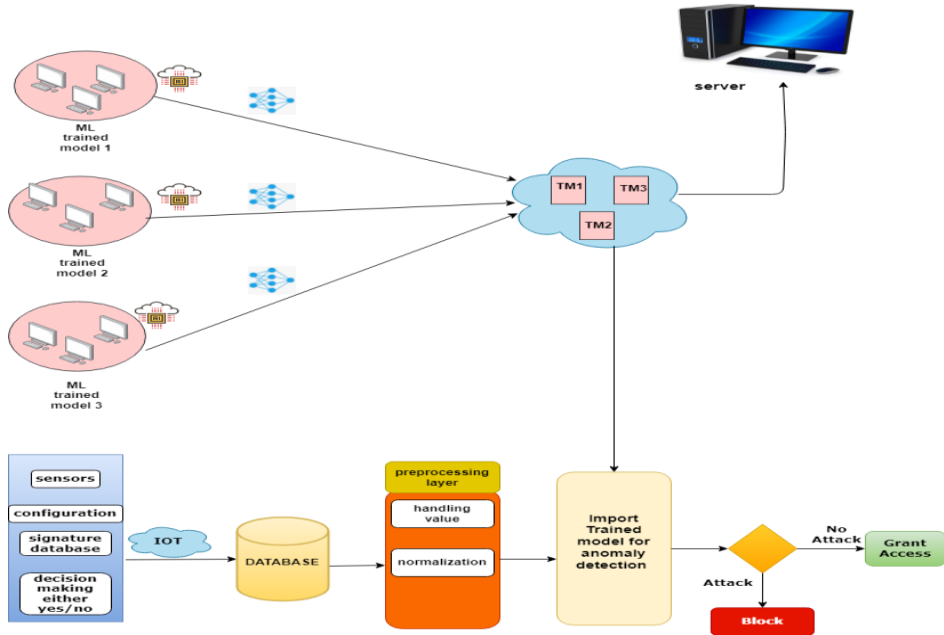 server
ML
trained
model 1
TM1
TM3
TM2
ML
trained
model 2
ML
trained
model 3
sensors
configuration
signature
database
decision
making
either
yes/no
IOT
DATABASE
preprocessing
layer
handling
value
normalization
Import
Trained
model for
anomaly
detection
No
Attack
Grant
Access
Attack
Block